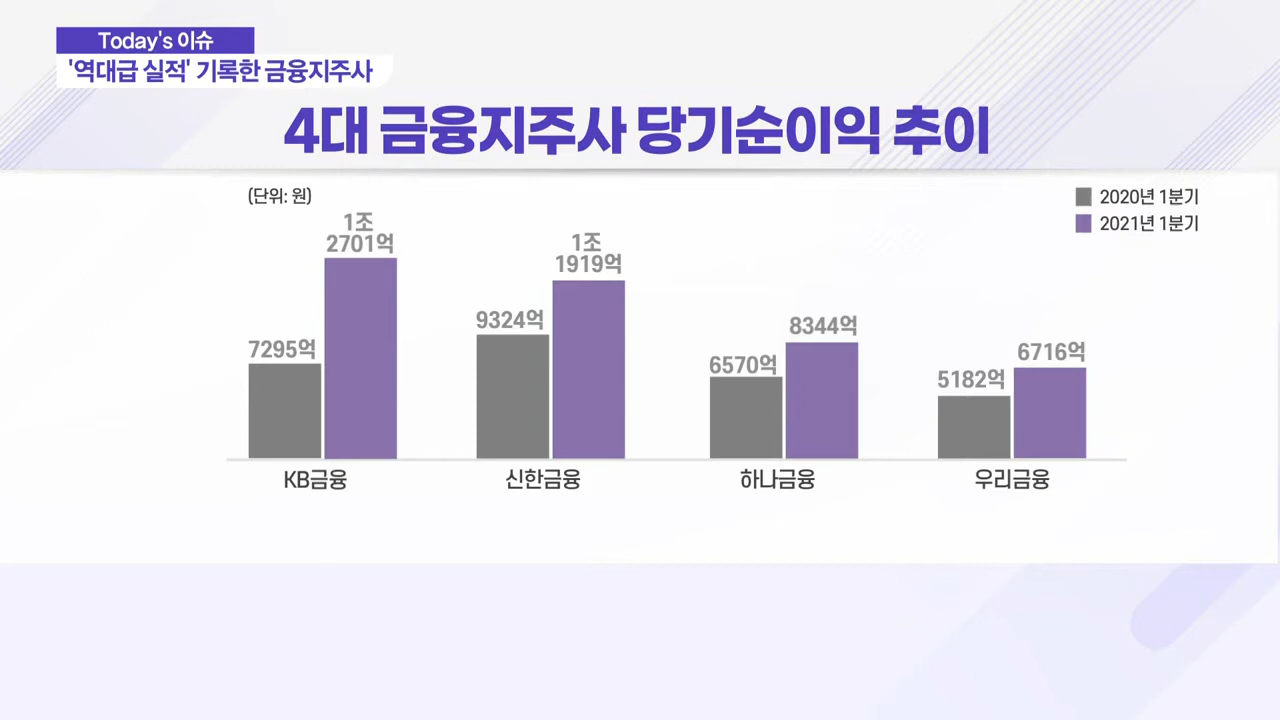 Today's 이슈
'역대급 실적' 기록한 금융지주사
4대 금융지주사 당기순이익 추이
(단위: 원)
2020년 1분기
2021년 1분기
1조
2701억
1조
1919억
7295억
9324억
6570억
8344억
5182억
6716억
KB금융
신한금융
하나금융
우리금융